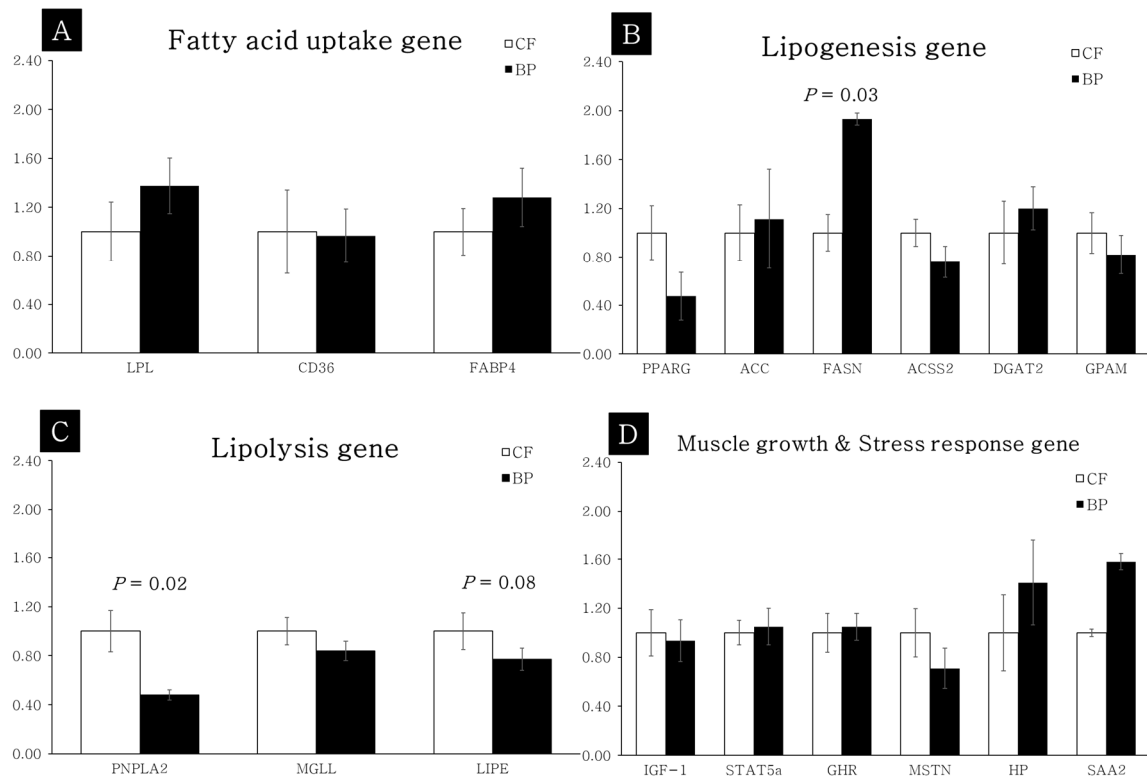 A
Fatty acid uptake gene
CF
BP
2.40
2.00
1.60
1.20
0.80
0.40
0.00
LPL CD36 FABP4
B
Lipogenesis gene
CF
BP
2.40
2.00
1.60
1.20
0.80
0.40
0.00
P = 0.03
PPARG ACC FASN ACSS2 DGAT2 GPAM
C
Lipolysis gene
CF
BP
2.40
2.00
1.60
1.20
0.80
0.40
0.00
P = 0.02
P = 0.08
PNPLA2 MGLL LIPE
D
Muscle growth & Stress response gene
CF
BP
2.40
2.00
1.60
1.20
0.80
0.40
0.00
IGF-1 STAT5a GHR MSTN HP SAA2